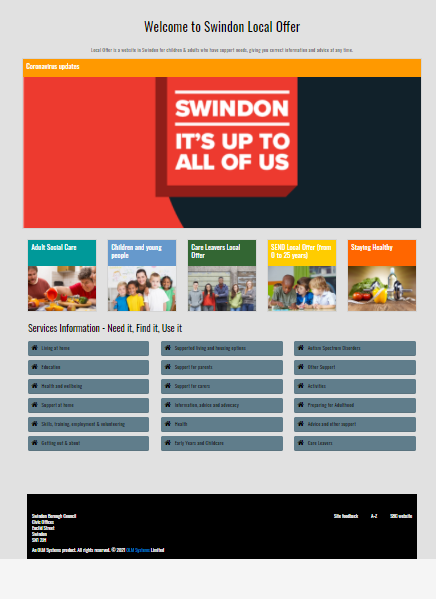 Welcome to Swindon Local Offer
Local Offer is a website in Swindon for children & adults who have support needs, giving you correct information and advice at any time.
Coronavirus updates
SWINDON
IT'S UP TO
ALL OF US
Adult Social Care
Children and young
people
Care Leavers Local
Offer
SEND Local Offer (from
0 to 25 years)
Staying Healthy
Services Information - Need it, Find it, Use it
Living at home
Supported living and housing options
Autism Spectrum Disorders
Education
Support for parents
Other Support
Health and wellbeing
Support for carers
Activities
Support at home
Information, advice and advocacy
Preparing for Adulthood
Skills, training, employment & volunteering
Health
Advice and other support
Getting out & about
Early Years and Childcare
Care Leavers
Swindon Borough Council
Civic Offices
Euclid Street
Swindon
SN1 2JH
Site feedback
A-Z
SBC website
An OLM Systems product. All rights reserved. © 2021 OLM Systems Limited